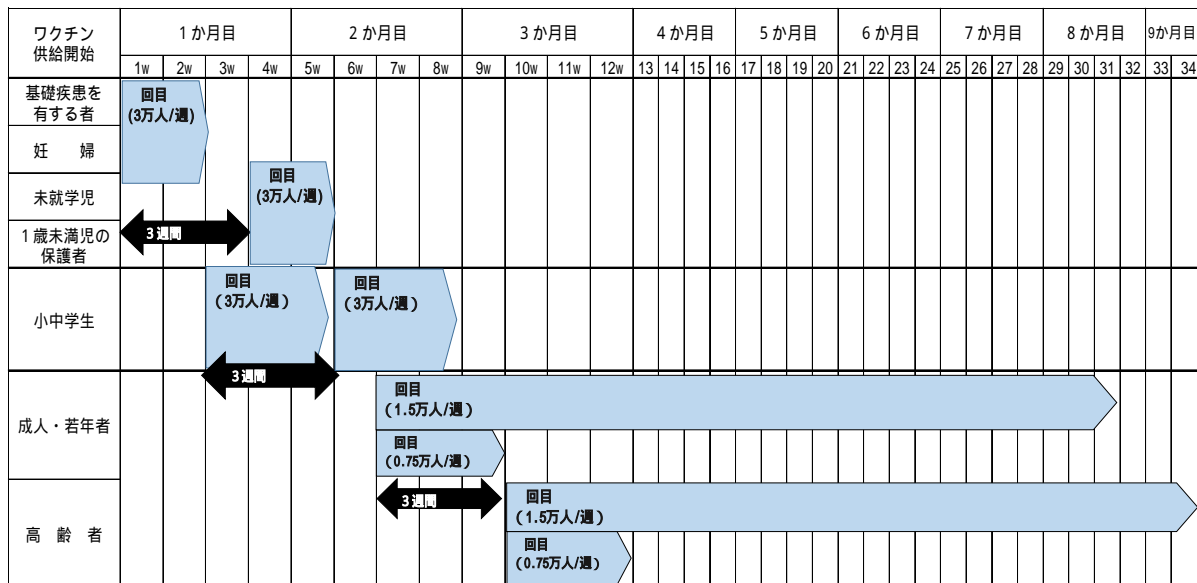 ワクチン
供給開始
1か月目
2か月目
3か月目
4か月目
5か月目
6か月目
7か月目
8か月目
9か月目
1w 2w 3w 4w 5w 6w 7w 8w 9w 10w 11w 12w 13 14 15 16 17 18 19 20 21 22 23 24 25 26 27 28 29 30 31 32 33 34
基礎疾患を
有する者
回目
(3万人/週)
妊 婦
未就学児
回目
(3万人/週)
1歳未満児の
保護者
3週間
小中学生
回目
(3万人/週)
回目
(3万人/週)
3週間
成人・若年者
回目
(1.5万人/週)
回目
(0.75万人/週)
3週間
高 齢 者
回目
(1.5万人/週)
回目
(0.75万人/週)